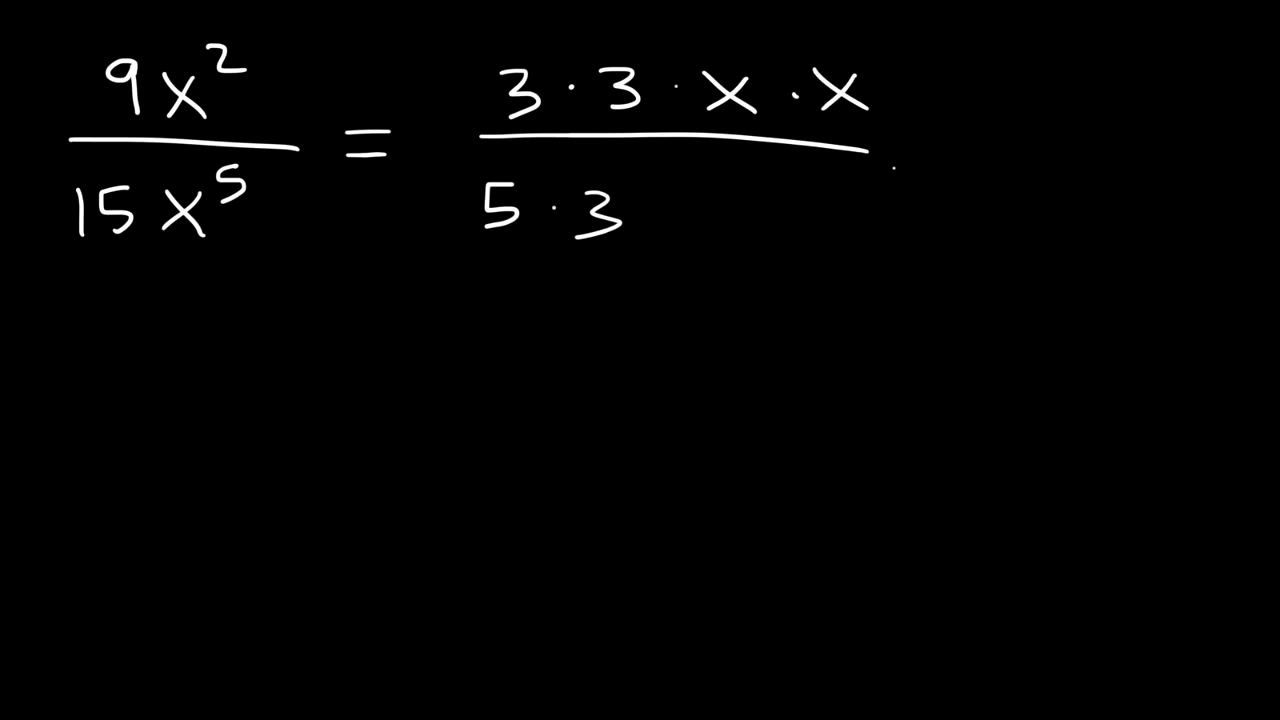 9x² / 15x⁵ = 3 · 3 · x · x / 5 · 3